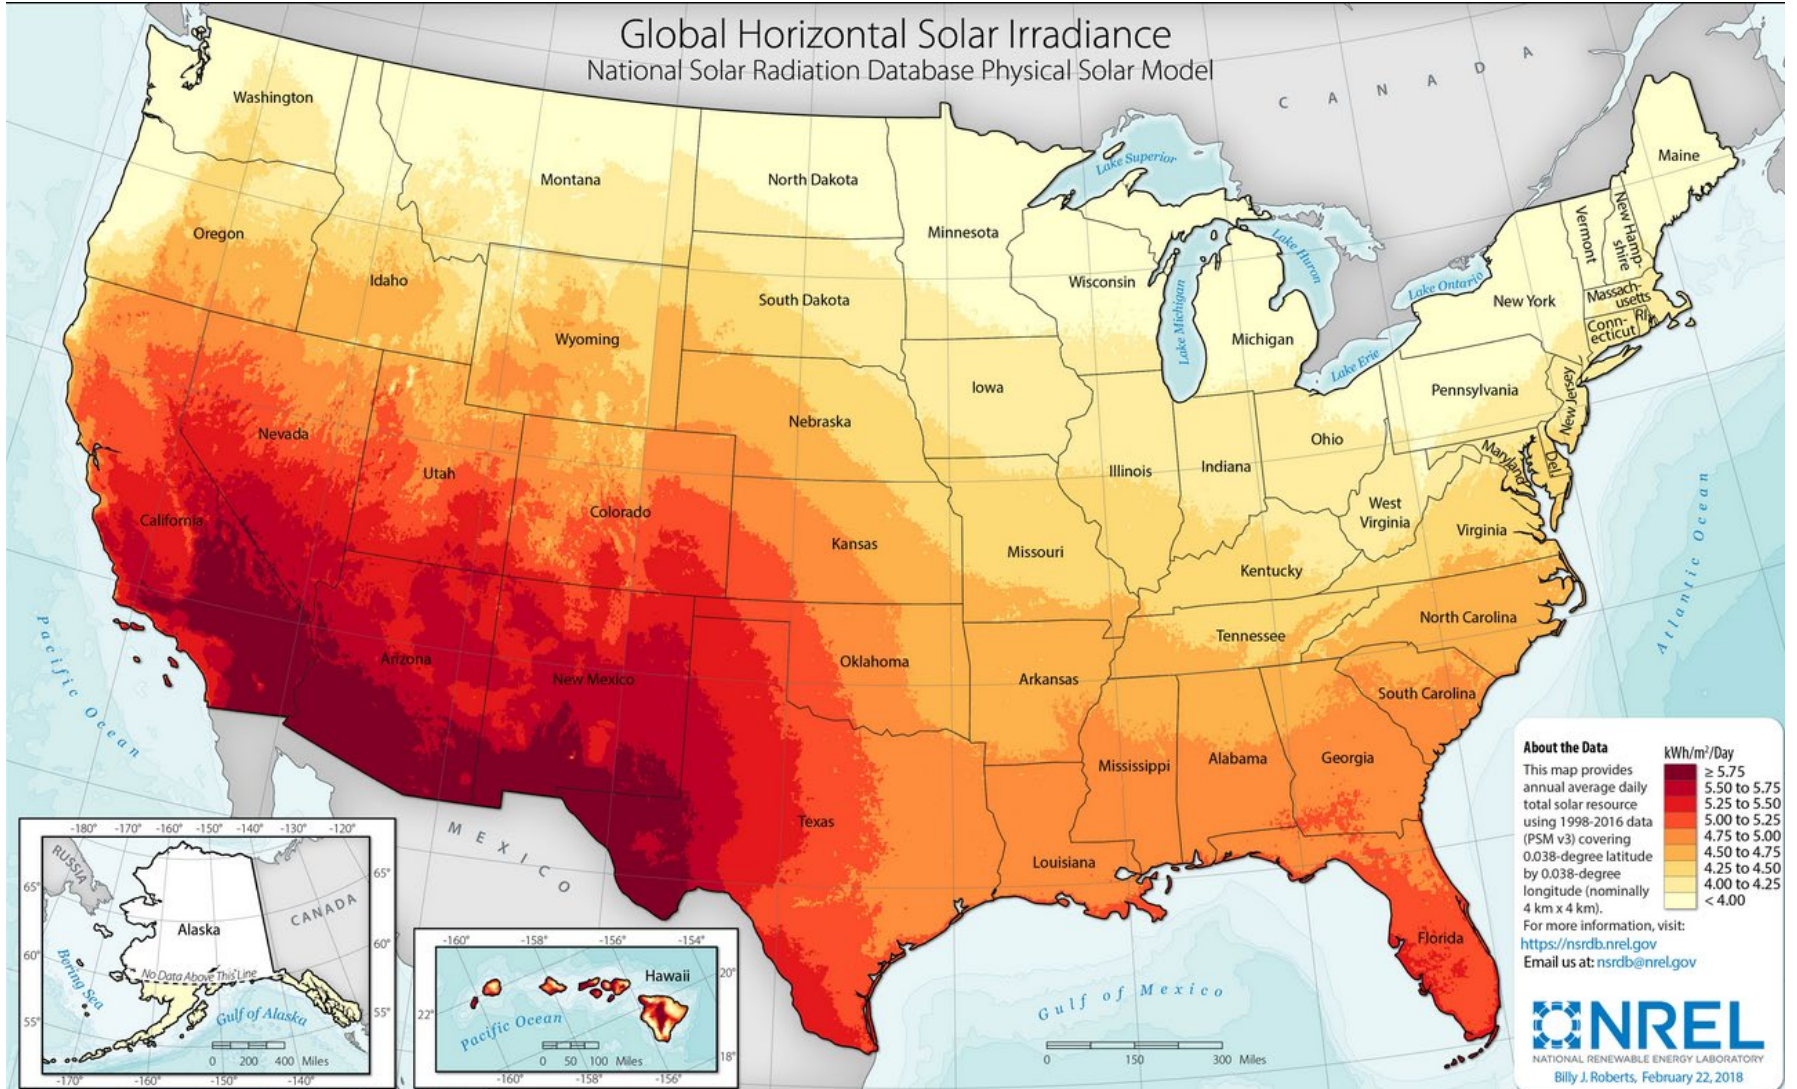 Global Horizontal Solar Irradiance
National Solar Radiation Database Physical Solar Model
CANADA
Washington
Montana
North Dakota
Minnesota
Lake Superior
Maine
Oregon
Idaho
Wyoming
South Dakota
Wisconsin
Lake Michigan
Lake Huron
Michigan
Lake Ontario
Lake Erie
New York
Vermont
New Hamp-
shire
Massach-
usetts
RI
Conn-
ecticut
Pennsylvania
New Jersey
Nevada
Utah
Colorado
Nebraska
Iowa
Illinois
Indiana
Ohio
West
Virginia
Maryland
Del.
Virginia
California
Kansas
Missouri
Kentucky
Arizona
New Mexico
Oklahoma
Arkansas
Tennessee
North Carolina
South Carolina
Texas
Louisiana
Mississippi
Alabama
Georgia
Florida
Pacific Ocean
Atlantic Ocean
MEXICO
Gulf of Mexico
0 150 300 Miles
-180° -170° -160° -150° -140° -130° -120°
RUSSIA
CANADA
65° 65°
Alaska
60° 60°
No Data Above This Line
Bering Sea
Gulf of Alaska
55° 55°
0 200 400 Miles
-170° -160° -150° -140°
-160° -158° -156° -154°
Hawaii
20°
22°
Pacific Ocean
0 50 100 Miles
18°
-160° -158° -156°
About the Data
This map provides
annual average daily
total solar resource
using 1998-2016 data
(PSM v3) covering
0.038-degree latitude
by 0.038-degree
longitude (nominally
4 km x 4 km).
For more information, visit:
https://nsrdb.nrel.gov
Email us at: nsrdb@nrel.gov
kWh/m²/Day
≥ 5.75
5.50 to 5.75
5.25 to 5.50
5.00 to 5.25
4.75 to 5.00
4.50 to 4.75
4.25 to 4.50
4.00 to 4.25
< 4.00
NREL
NATIONAL RENEWABLE ENERGY LABORATORY
Billy J. Roberts, February 22, 2018